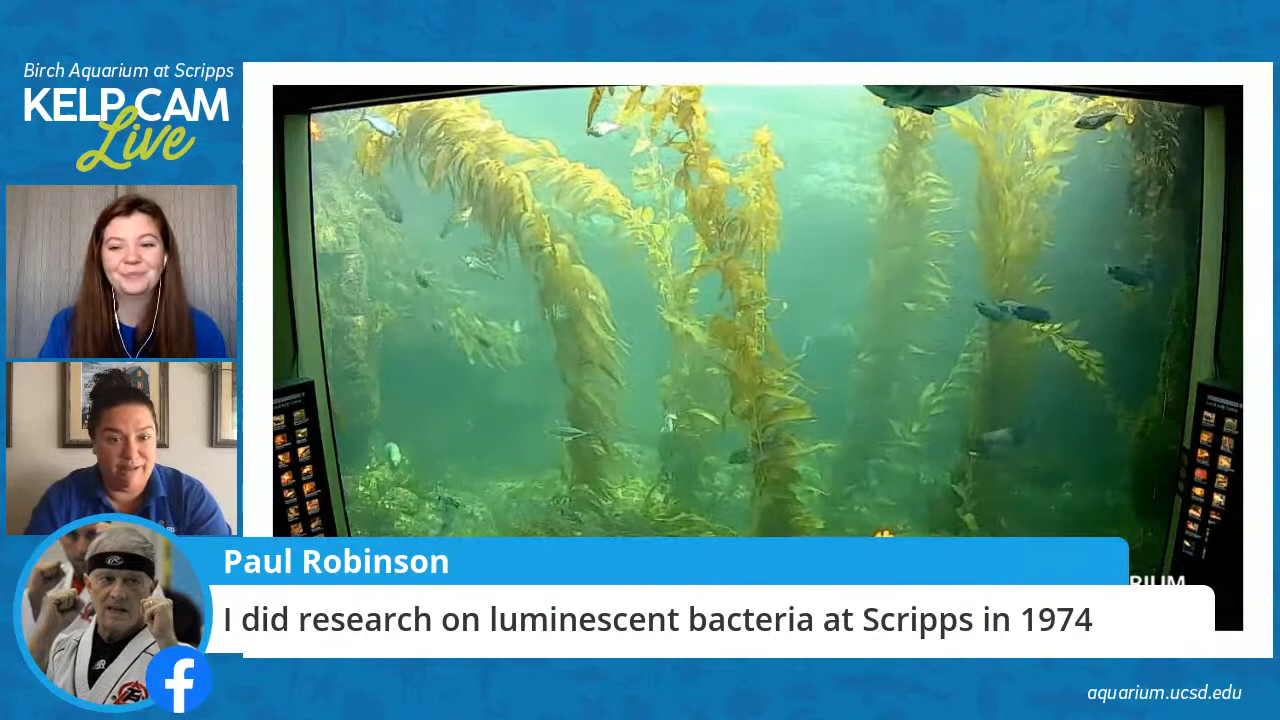 Birch Aquarium at Scripps
KELP CAM
Live
Paul Robinson
RIUM
I did research on luminescent bacteria at Scripps in 1974
aquarium.ucsd.edu